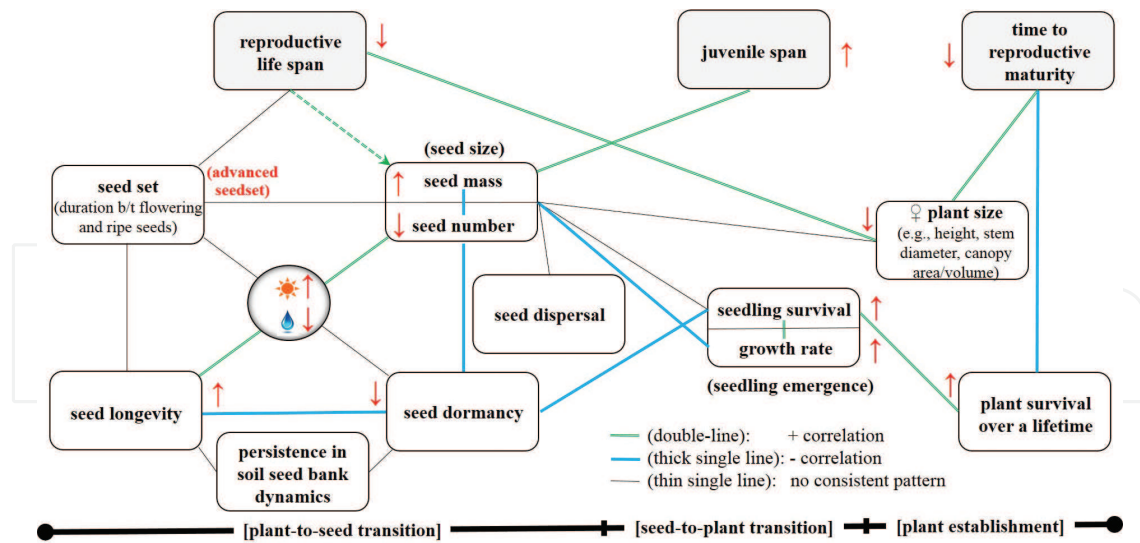 reproductive
life span
↓
juvenile span
↑
↓
time to
reproductive
maturity
(seed size)
seed set
(duration b/t flowering
and ripe seeds)
(advanced
seedset)
↑
seed mass
↓
seed number
↓
♀ plant size
(e.g., height, stem
diameter, canopy
area/volume)
↑
↓
seed dispersal
seedling survival
↑
growth rate
↑
(seedling emergence)
seed longevity
↑
↓
seed dormancy
↑
plant survival
over a lifetime
persistence in
soil seed bank
dynamics
(double-line): + correlation
(thick single line): - correlation
(thin single line): no consistent pattern
[plant-to-seed transition]
[seed-to-plant transition]
[plant establishment]